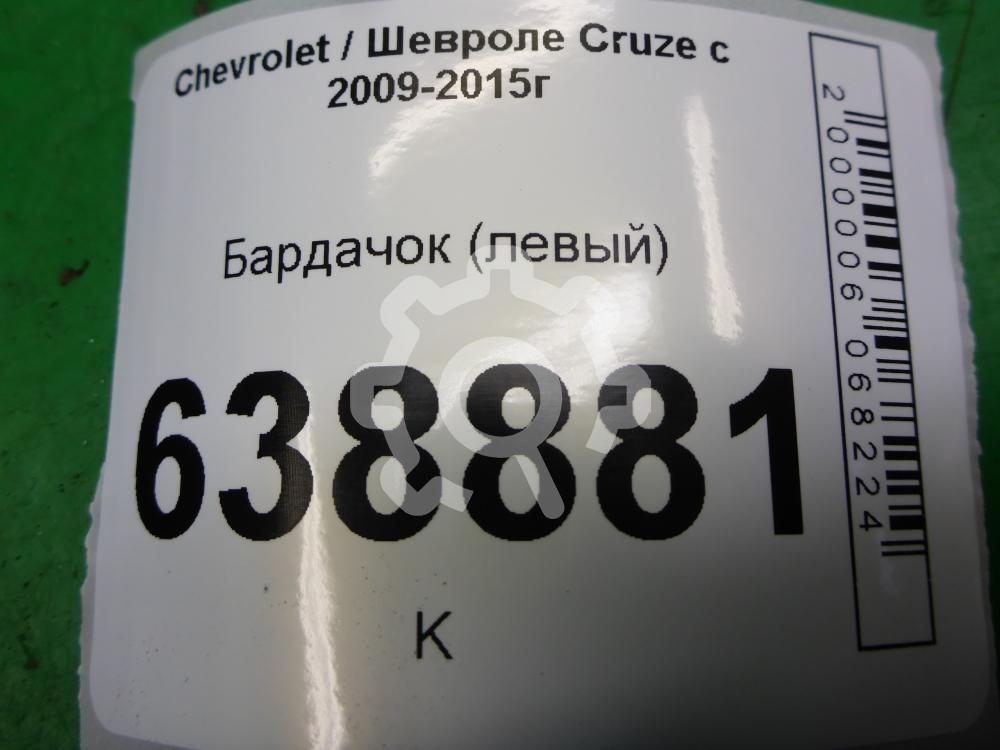 Chevrolet / Шевроле Cruze с
2009-2015г
Бардачок (левый)
638881
К
2000006068224